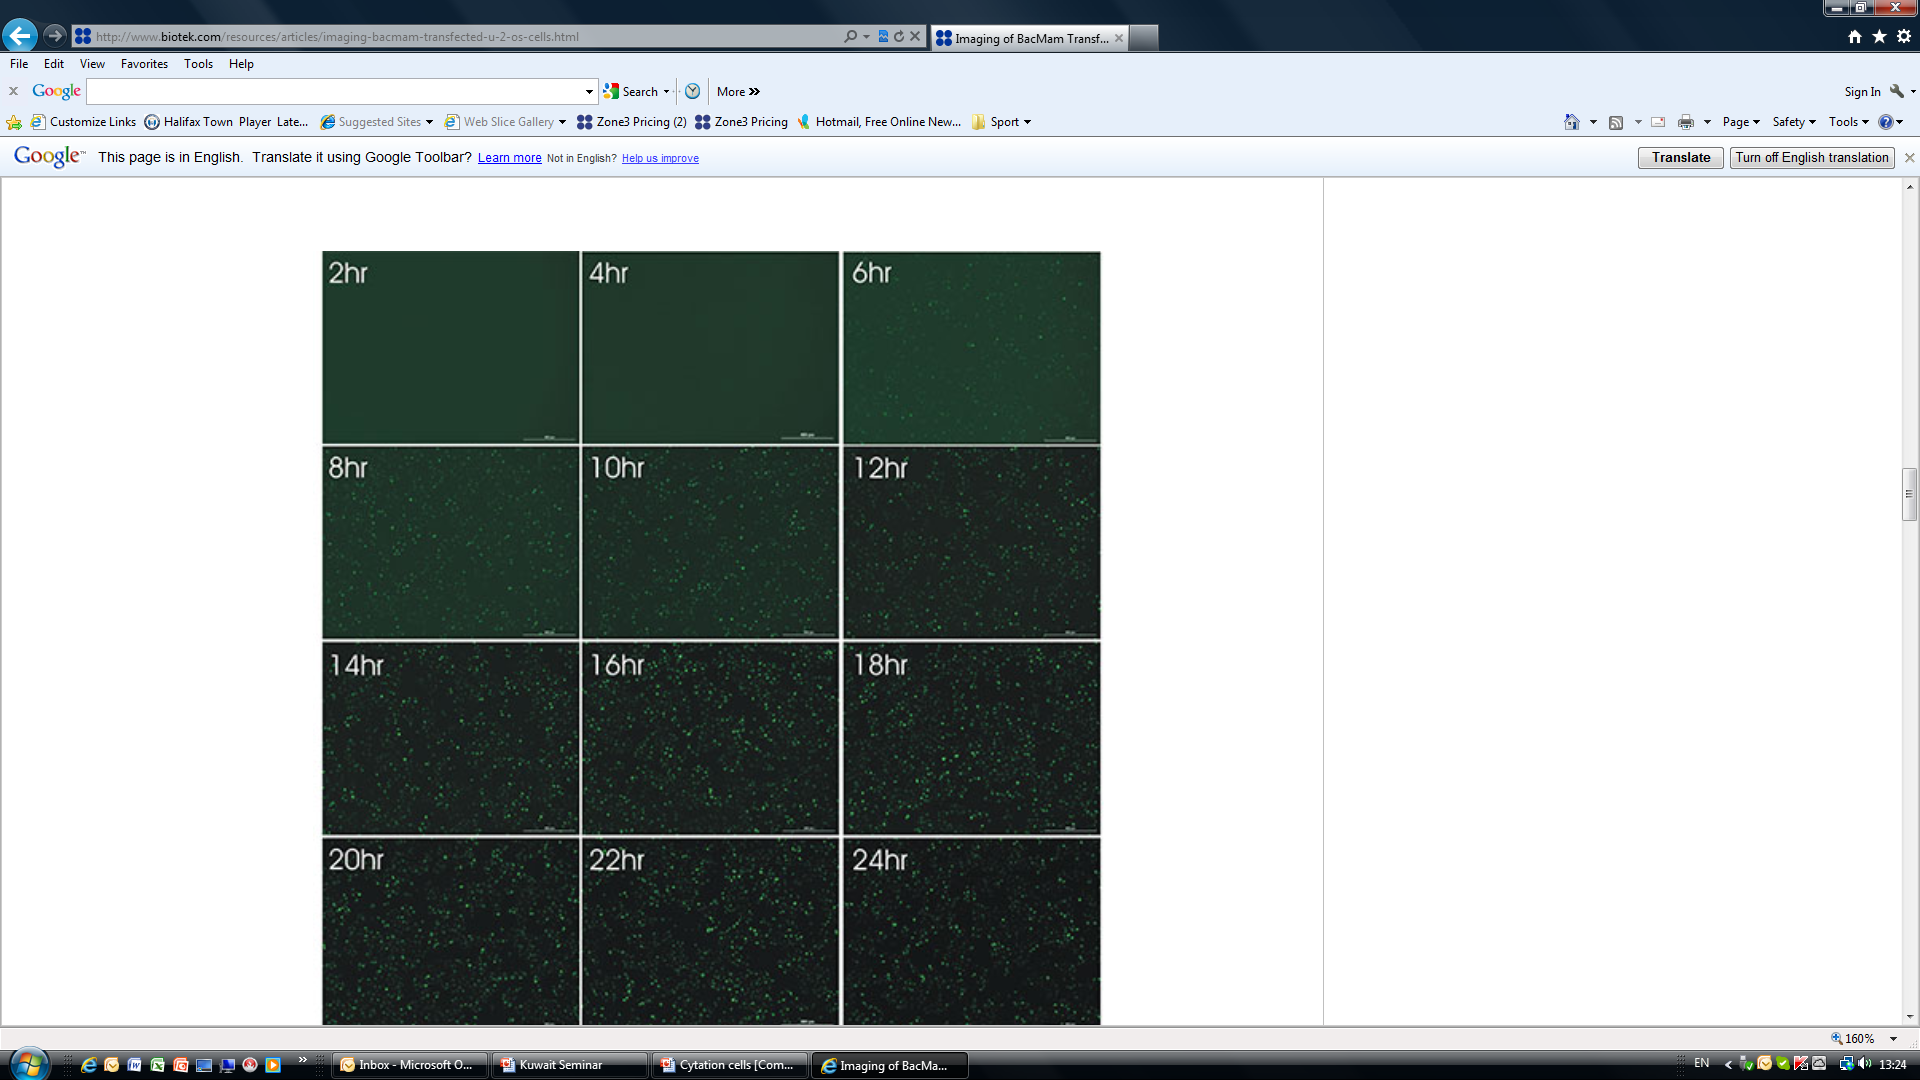 http://www.biotek.com/resources/articles/imaging-bacmam-transfected-u-2-os-cells.html
Imaging of BacMam Transf...
File Edit View Favorites Tools Help
x Google Search More »
Sign In
Customize Links Halifax Town Player Late... Suggested Sites Web Slice Gallery Zone3 Pricing (2) Zone3 Pricing Hotmail, Free Online New... Sport
Page Safety Tools
Google™ This page is in English. Translate it using Google Toolbar? Learn more Not in English? Help us improve
Translate Turn off English translation
2hr 4hr 6hr
8hr 10hr 12hr
14hr 16hr 18hr
20hr 22hr 24hr
160%
Inbox - Microsoft O... Kuwait Seminar Cytation cells [Com... Imaging of BacMa...
EN 13:24